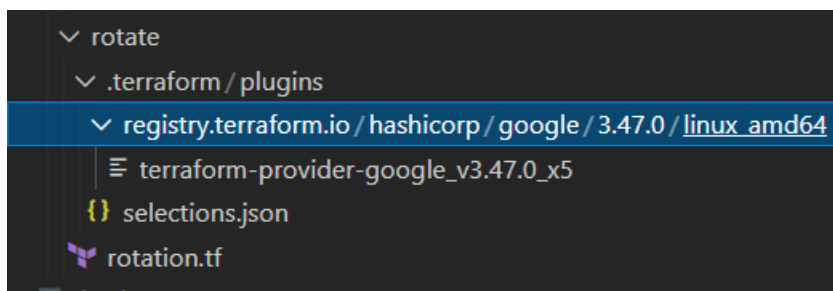 rotate
.terraform / plugins
registry.terraform.io / hashicorp / google / 3.47.0 / linux_amd64
terraform-provider-google_v3.47.0_x5
{} selections.json
rotation.tf